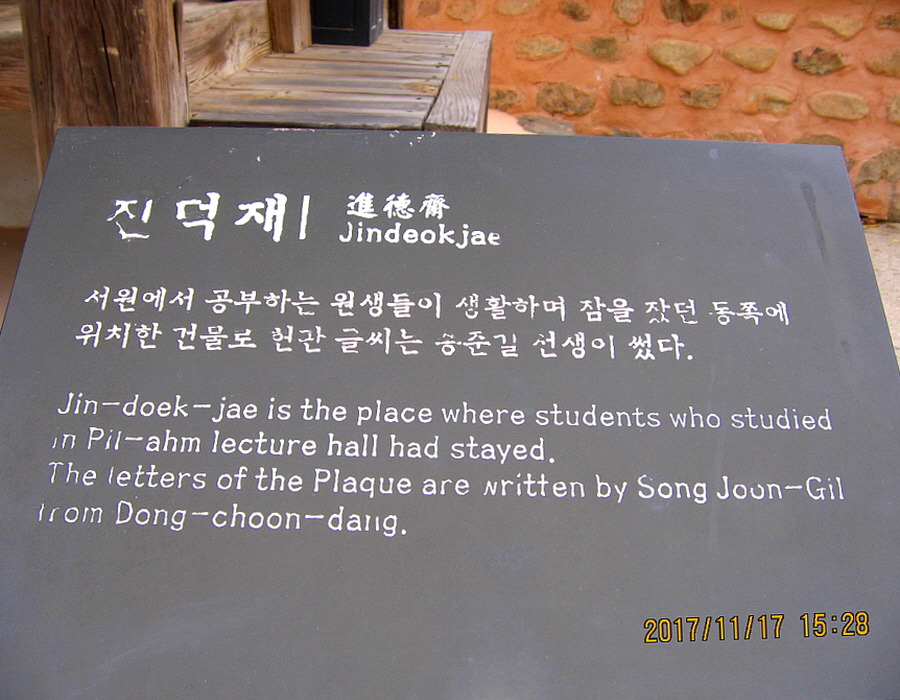 진덕재 進德齋
Jindeokjae
서원에서 공부하는 원생들이 생활하며 잠을 잤던 동쪽에
위치한 건물로 현판 글씨는 송준길 선생이 썼다.
Jin-doek-jae is the place where students who studied
in Pil-ahm lecture hall had stayed.
The letters of the Plaque are written by Song Joon-Gil
from Dong-choon-dang.
2017/11/17 15:28